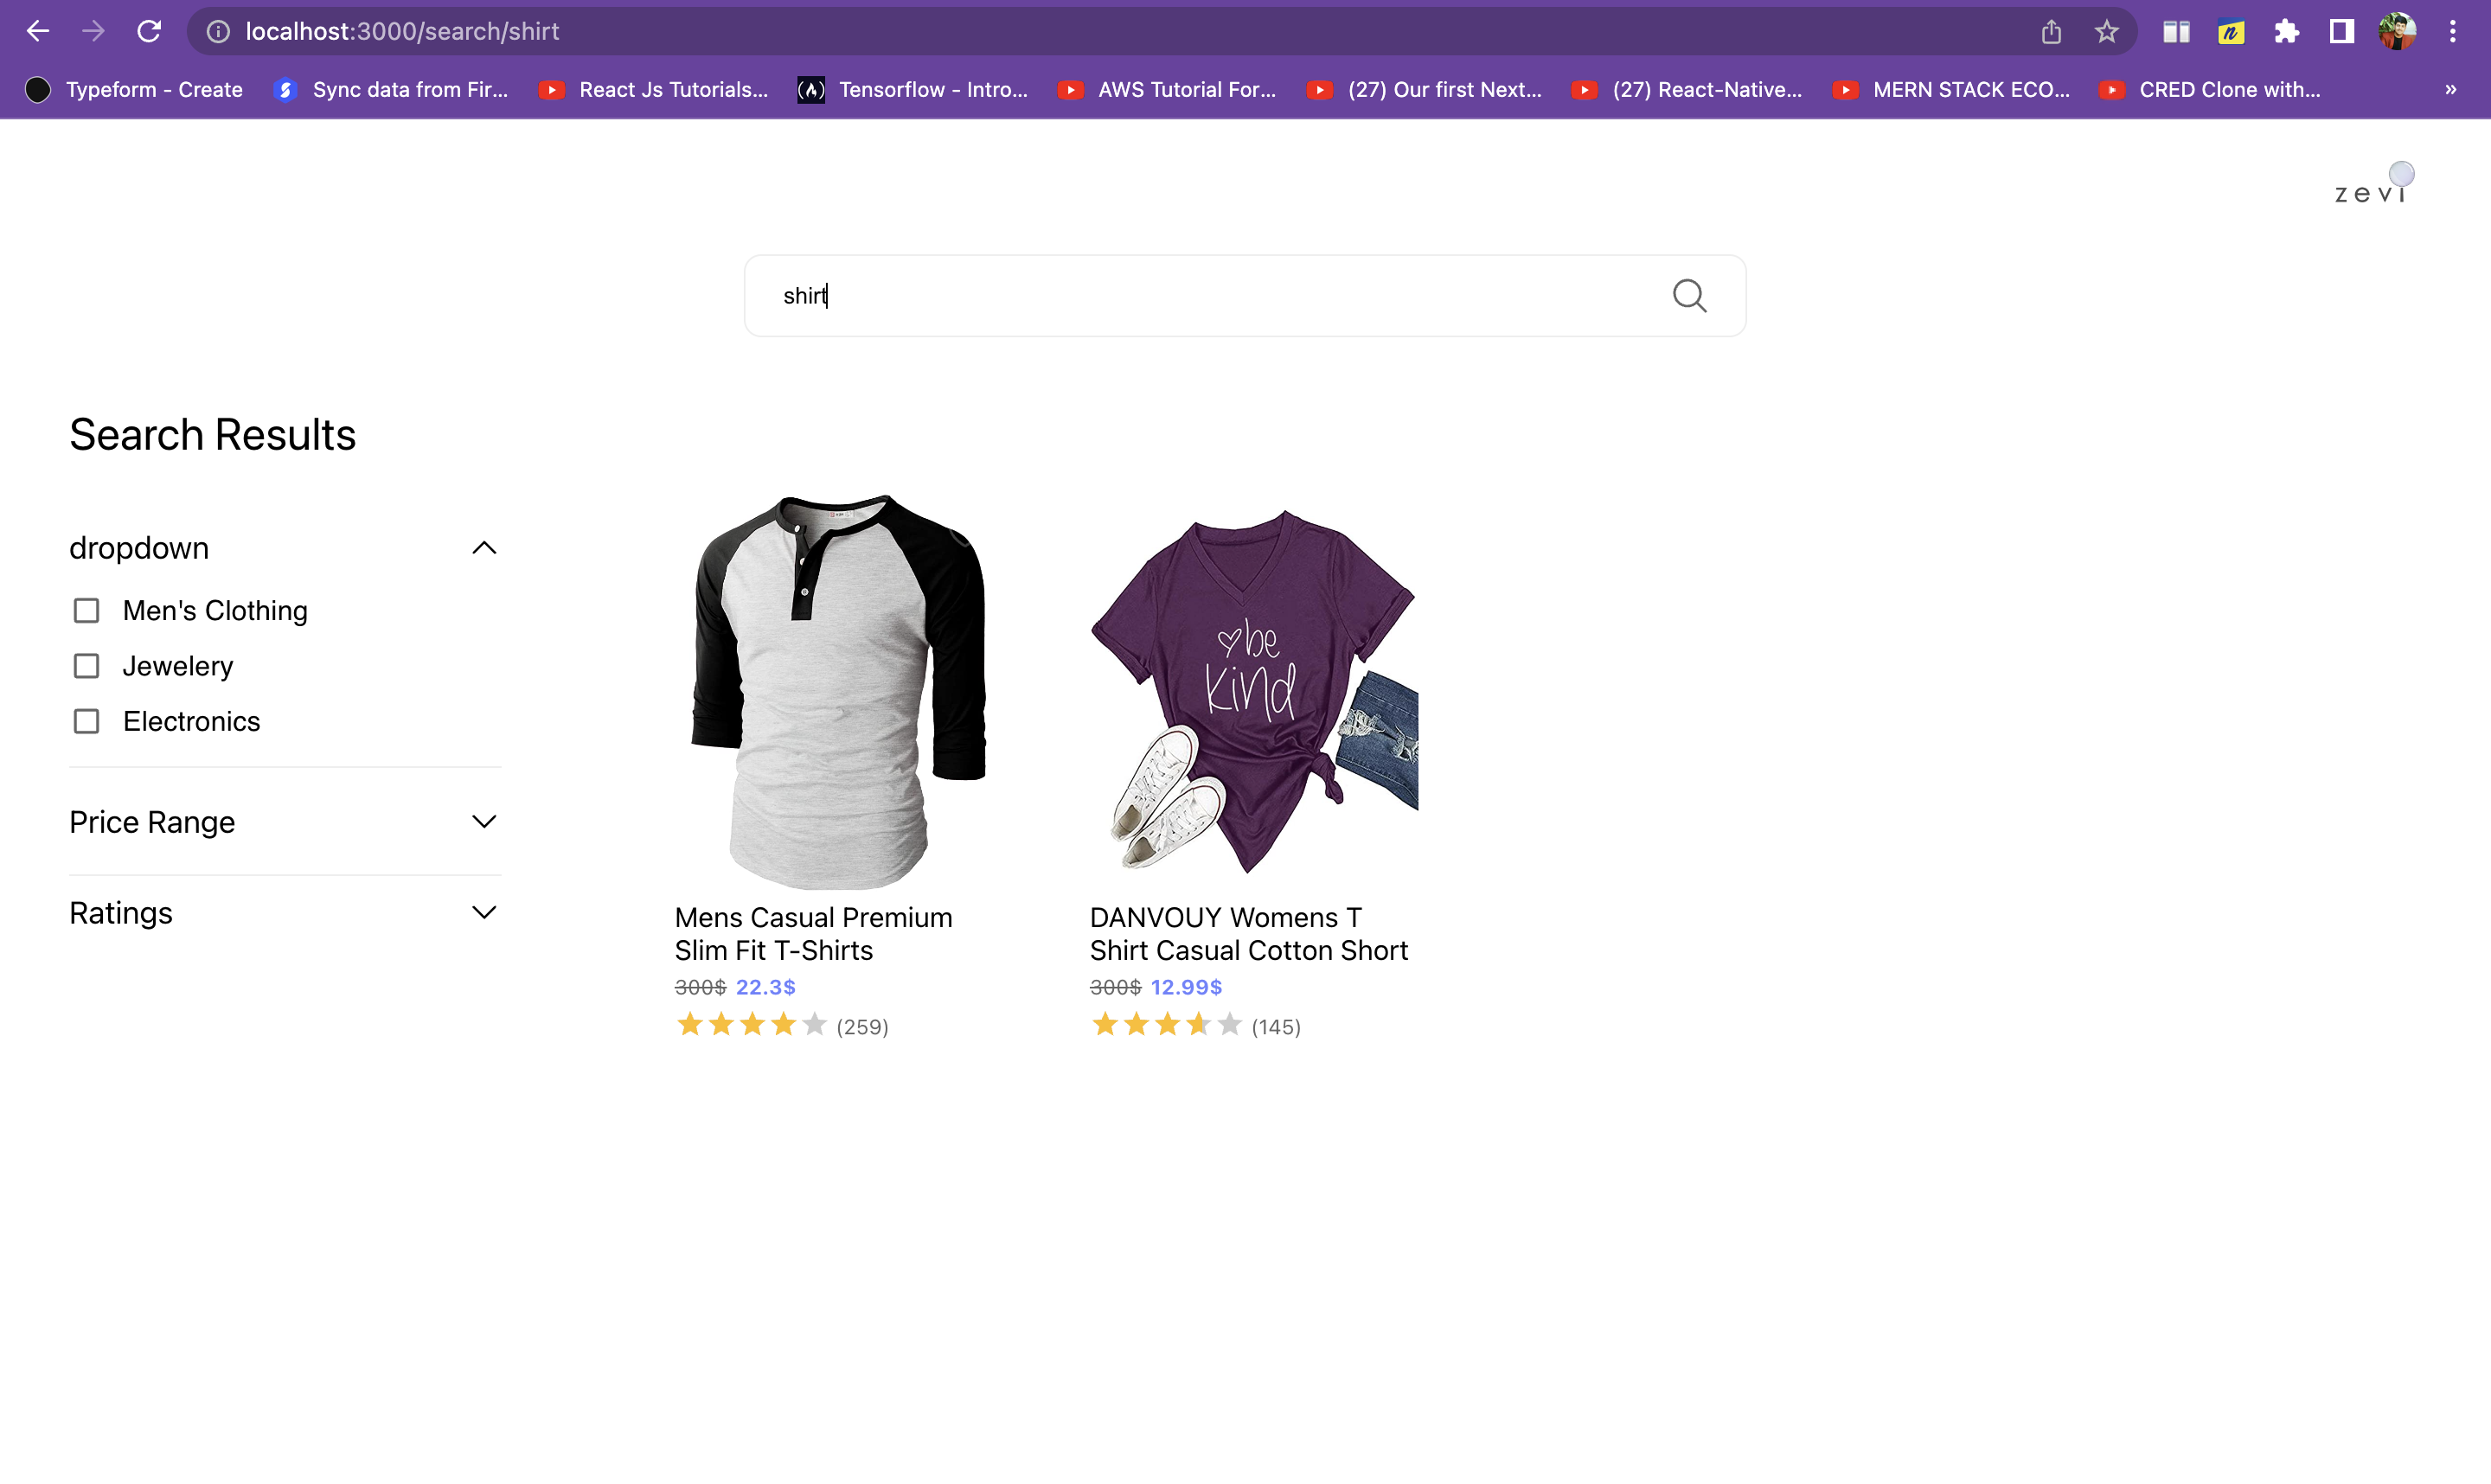 localhost:3000/search/shirt
Typeform - Create
Sync data from Fir...
React Js Tutorials...
Tensorflow - Intro...
AWS Tutorial For...
(27) Our first Next...
(27) React-Native...
MERN STACK ECO...
CRED Clone with...
»
zevi
shirt
Search Results
dropdown
Men's Clothing
Jewelery
Electronics
Price Range
Ratings
be
kind
Mens Casual Premium
Slim Fit T-Shirts
300$ 22.3$
(259)
DANVOUY Womens T
Shirt Casual Cotton Short
300$ 12.99$
(145)